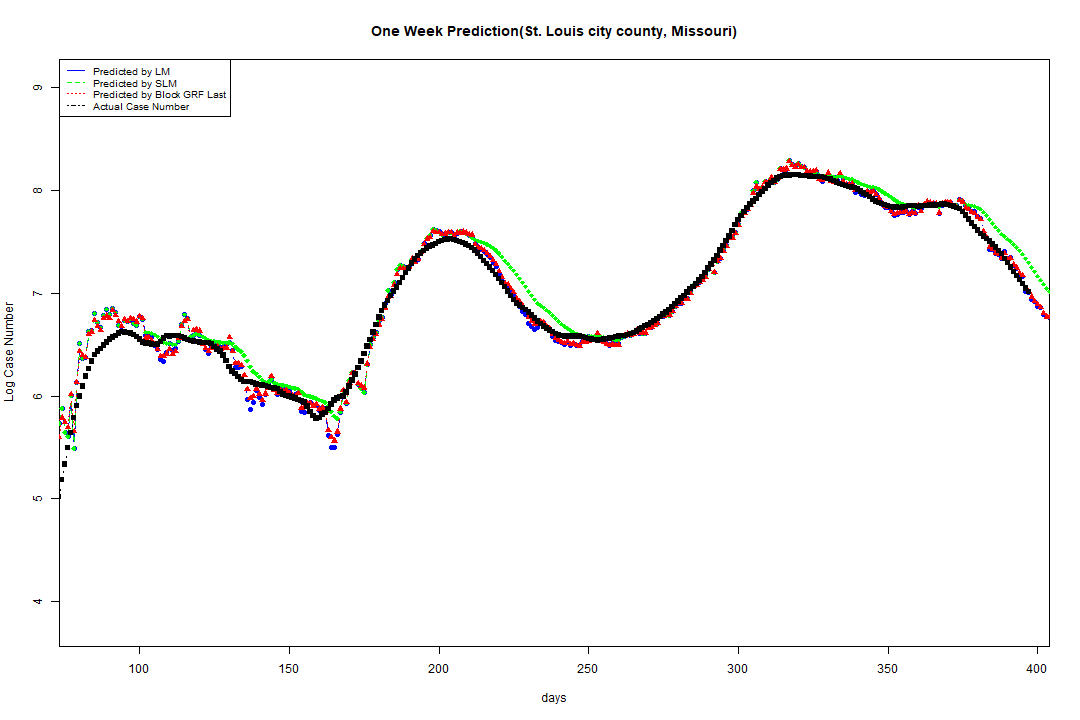 One Week Prediction(St. Louis city county, Missouri)
Predicted by LM
Predicted by SLM
Predicted by Block GRF Last
Actual Case Number
9
8
7
6
5
4
Log Case Number
100 150 200 250 300 350 400
days